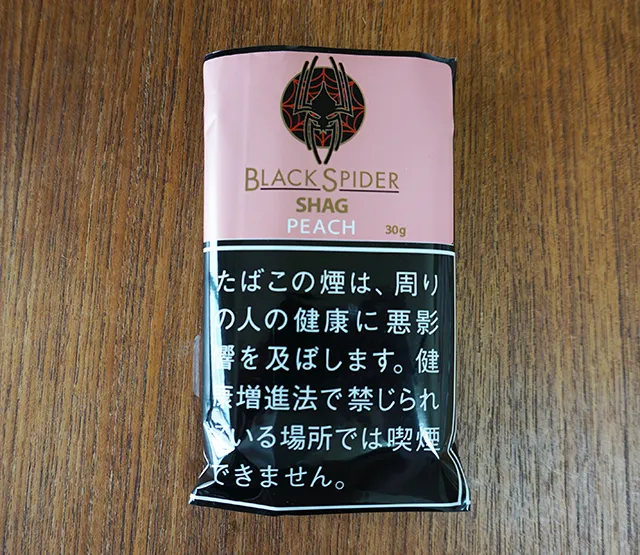 BLACK SPIDER
SHAG
PEACH 30g
たばこの煙は、周り
の人の健康に悪影
響を及ぼします。健
康増進法で禁じられ
ている場所では喫煙
できません。